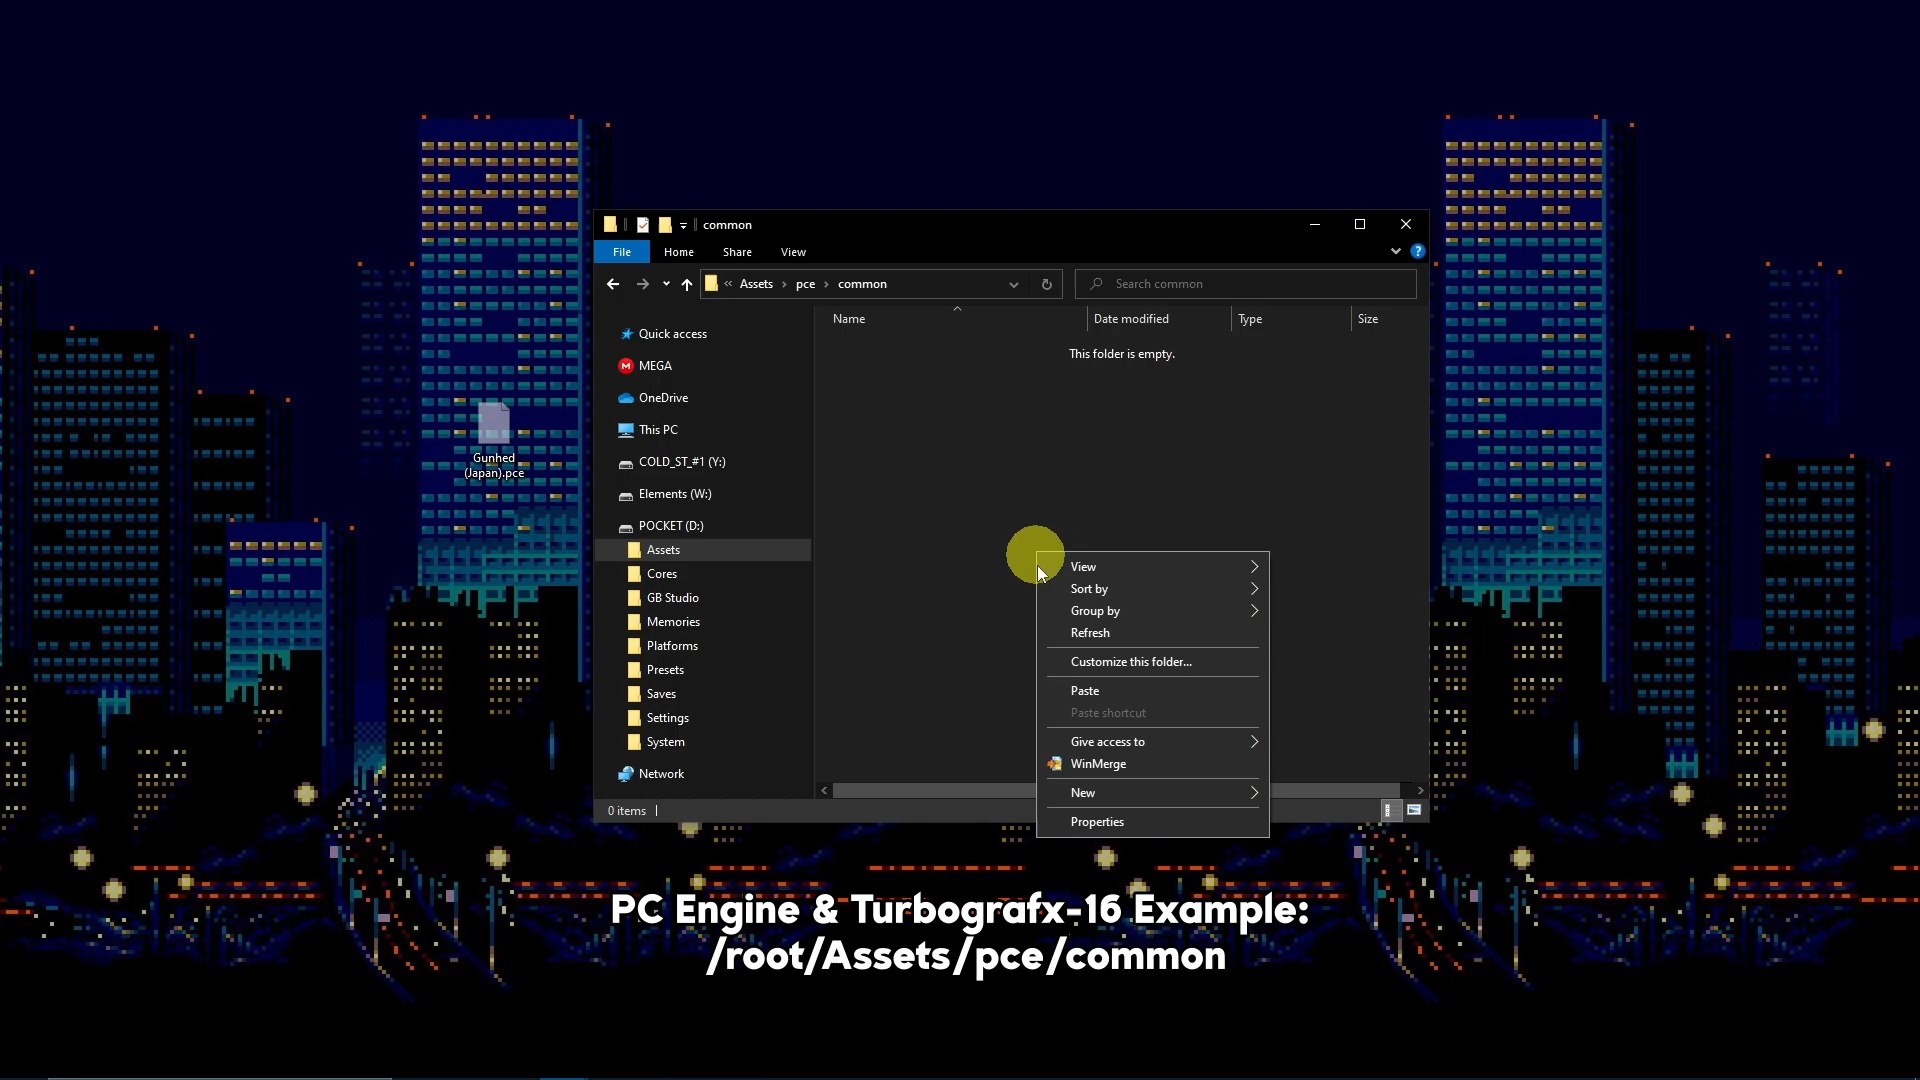 common
File
Home
Share
View
« Assets › pce › common
Search common
Name
Date modified
Type
Size
This folder is empty.
Quick access
MEGA
OneDrive
This PC
COLD_ST_#1 (Y:)
Elements (W:)
POCKET (D:)
Assets
Cores
GB Studio
Memories
Platforms
Presets
Saves
Settings
System
Network
0 items
Gunhed
(Japan).pce
View
Sort by
Group by
Refresh
Customize this folder...
Paste
Paste shortcut
Give access to
WinMerge
New
Properties
PC Engine & Turbografx-16 Example:
/root/Assets/pce/common